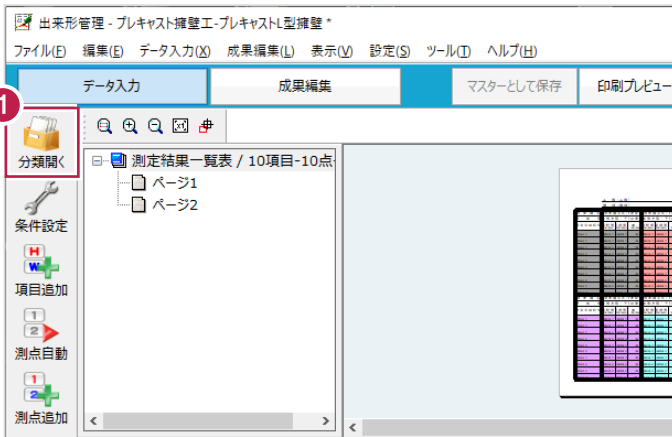 出来形管理 - プレキャスト擁壁工-プレキャストL型擁壁 *
ファイル(F) 編集(E) データ入力(X) 成果編集(L) 表示(V) 設定(S) ツール(T) ヘルプ(H)
データ入力 成果編集 マスターとして保存 印刷プレビュー
1
分類開く
測定結果一覧表 / 10項目-10点
ページ1
ページ2
条件設定
H
W
項目追加
1
2
測点自動
1
2
測点追加